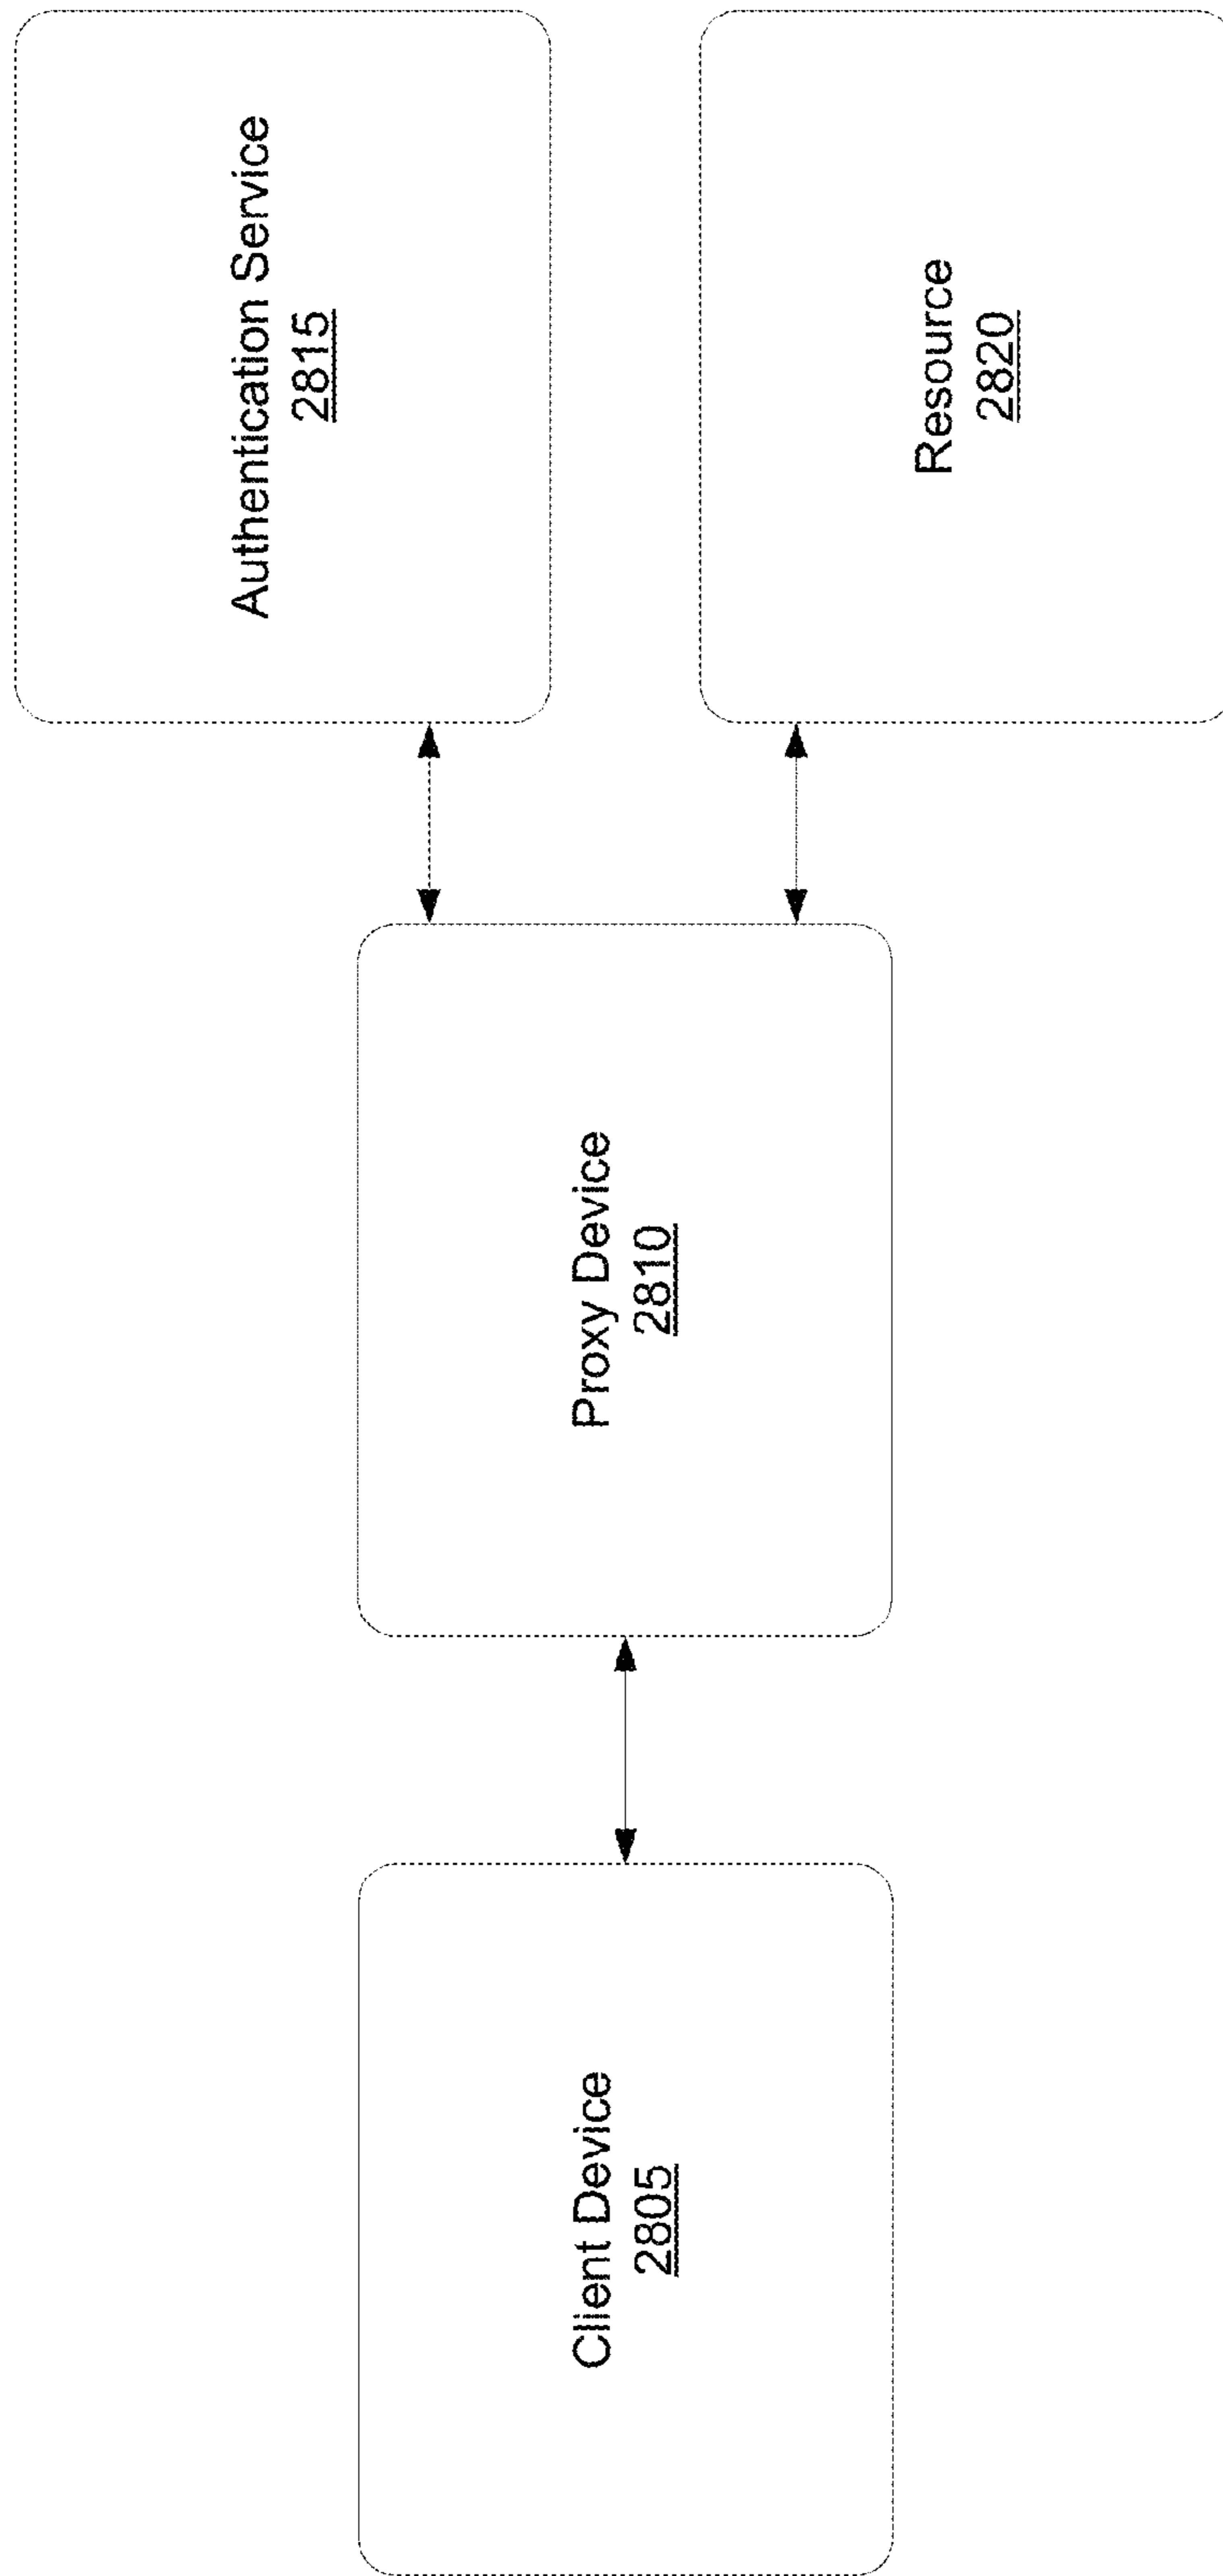 Client Device
2805
Proxy Device
2810
Authentication Service
2815
Resource
2820